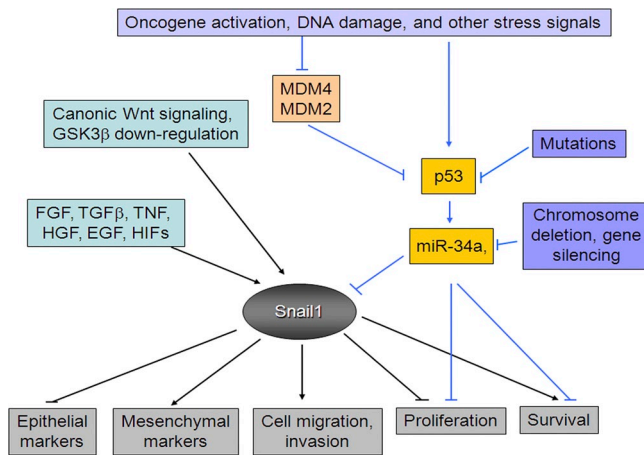 Oncogene activation, DNA damage, and other stress signals
MDM4
MDM2
Canonic Wnt signaling,
GSK3β down-regulation
Mutations
p53
FGF, TGFβ, TNF,
HGF, EGF, HIFs
Chromosome
deletion, gene
silencing
miR-34a,
Snail1
Epithelial
markers
Mesenchymal
markers
Cell migration,
invasion
Proliferation
Survival